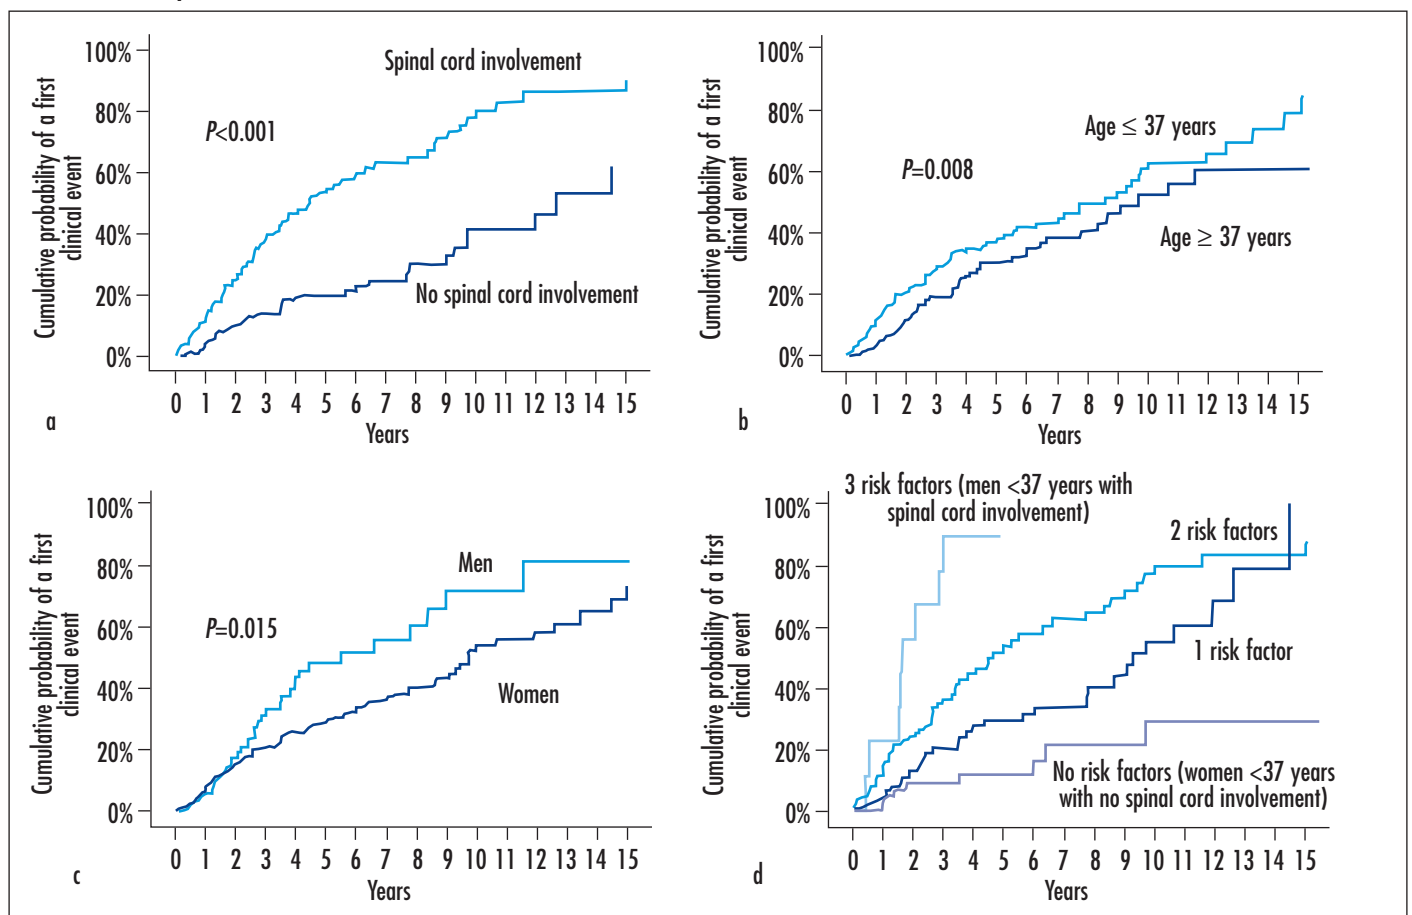 100%
80%
60%
40%
20%
0%
Cumulative probability of a first
clinical event
Spinal cord involvement
P<0.001
No spinal cord involvement
0 1 2 3 4 5 6 7 8 9 10 11 12 13 14 15
Years
a
100%
80%
60%
40%
20%
0%
Cumulative probability of a first
clinical event
Age ≤ 37 years
P=0.008
Age ≥ 37 years
0 1 2 3 4 5 6 7 8 9 10 11 12 13 14 15
Years
b
100%
80%
60%
40%
20%
0%
Cumulative probability of a first
clinical event
Men
P=0.015
Women
0 1 2 3 4 5 6 7 8 9 10 11 12 13 14 15
Years
c
3 risk factors (men <37 years with
spinal cord involvement)
100%
80%
60%
40%
20%
0%
Cumulative probability of a first
clinical event
2 risk factors
1 risk factor
No risk factors (women <37 years
with no spinal cord involvement)
0 1 2 3 4 5 6 7 8 9 10 11 12 13 14 15
Years
d